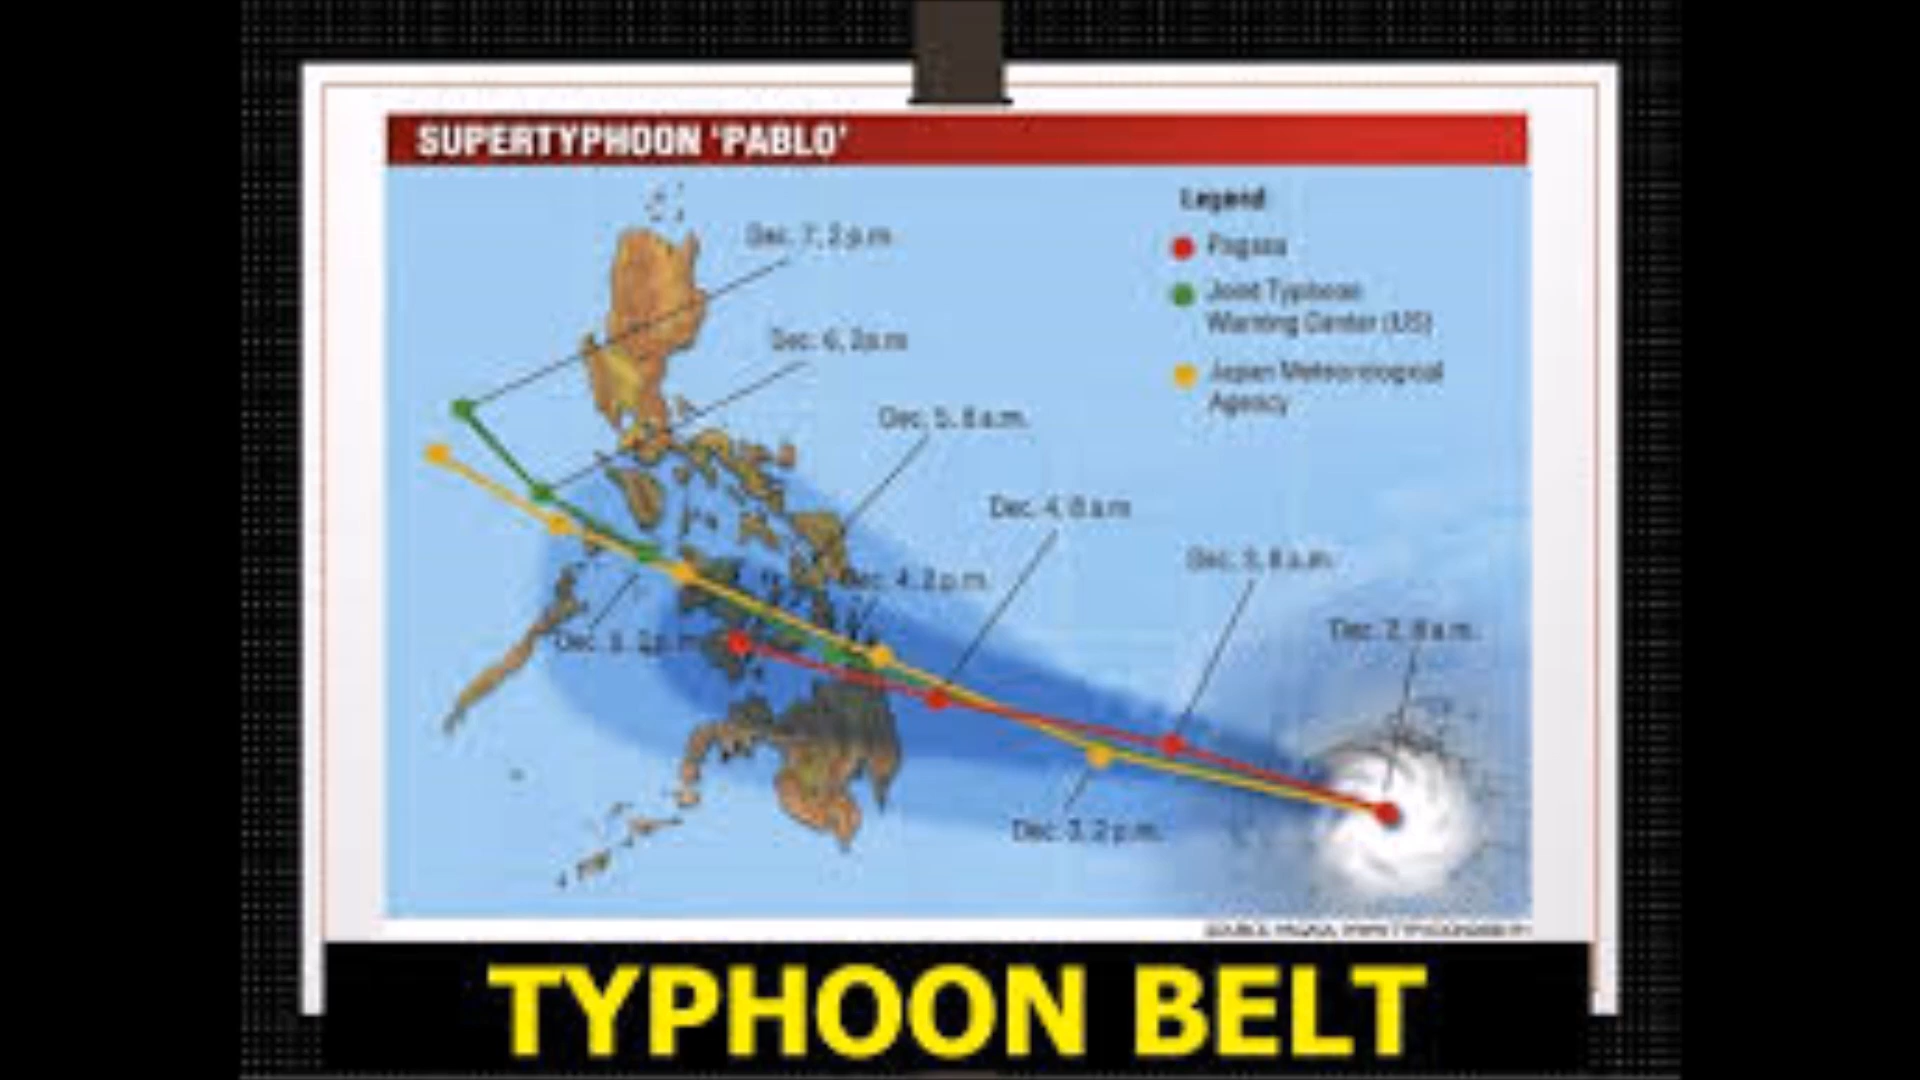 SUPERTYPHOON 'PABLO'
Legend
Pagasa
Joint Typhoon
Warning Center (US)
Japan Meteorological
Agency
Dec. 7, 2 p.m.
Dec. 6, 2p.m
Dec. 5, 8 a.m.
Dec. 4, 8 a.m
Dec. 3, 8 a.m.
Dec. 4, 2 p.m.
Dec. 2, 8 a.m.
Dec. 2p.m
Dec. 3, 2 p.m.
TYPHOON BELT